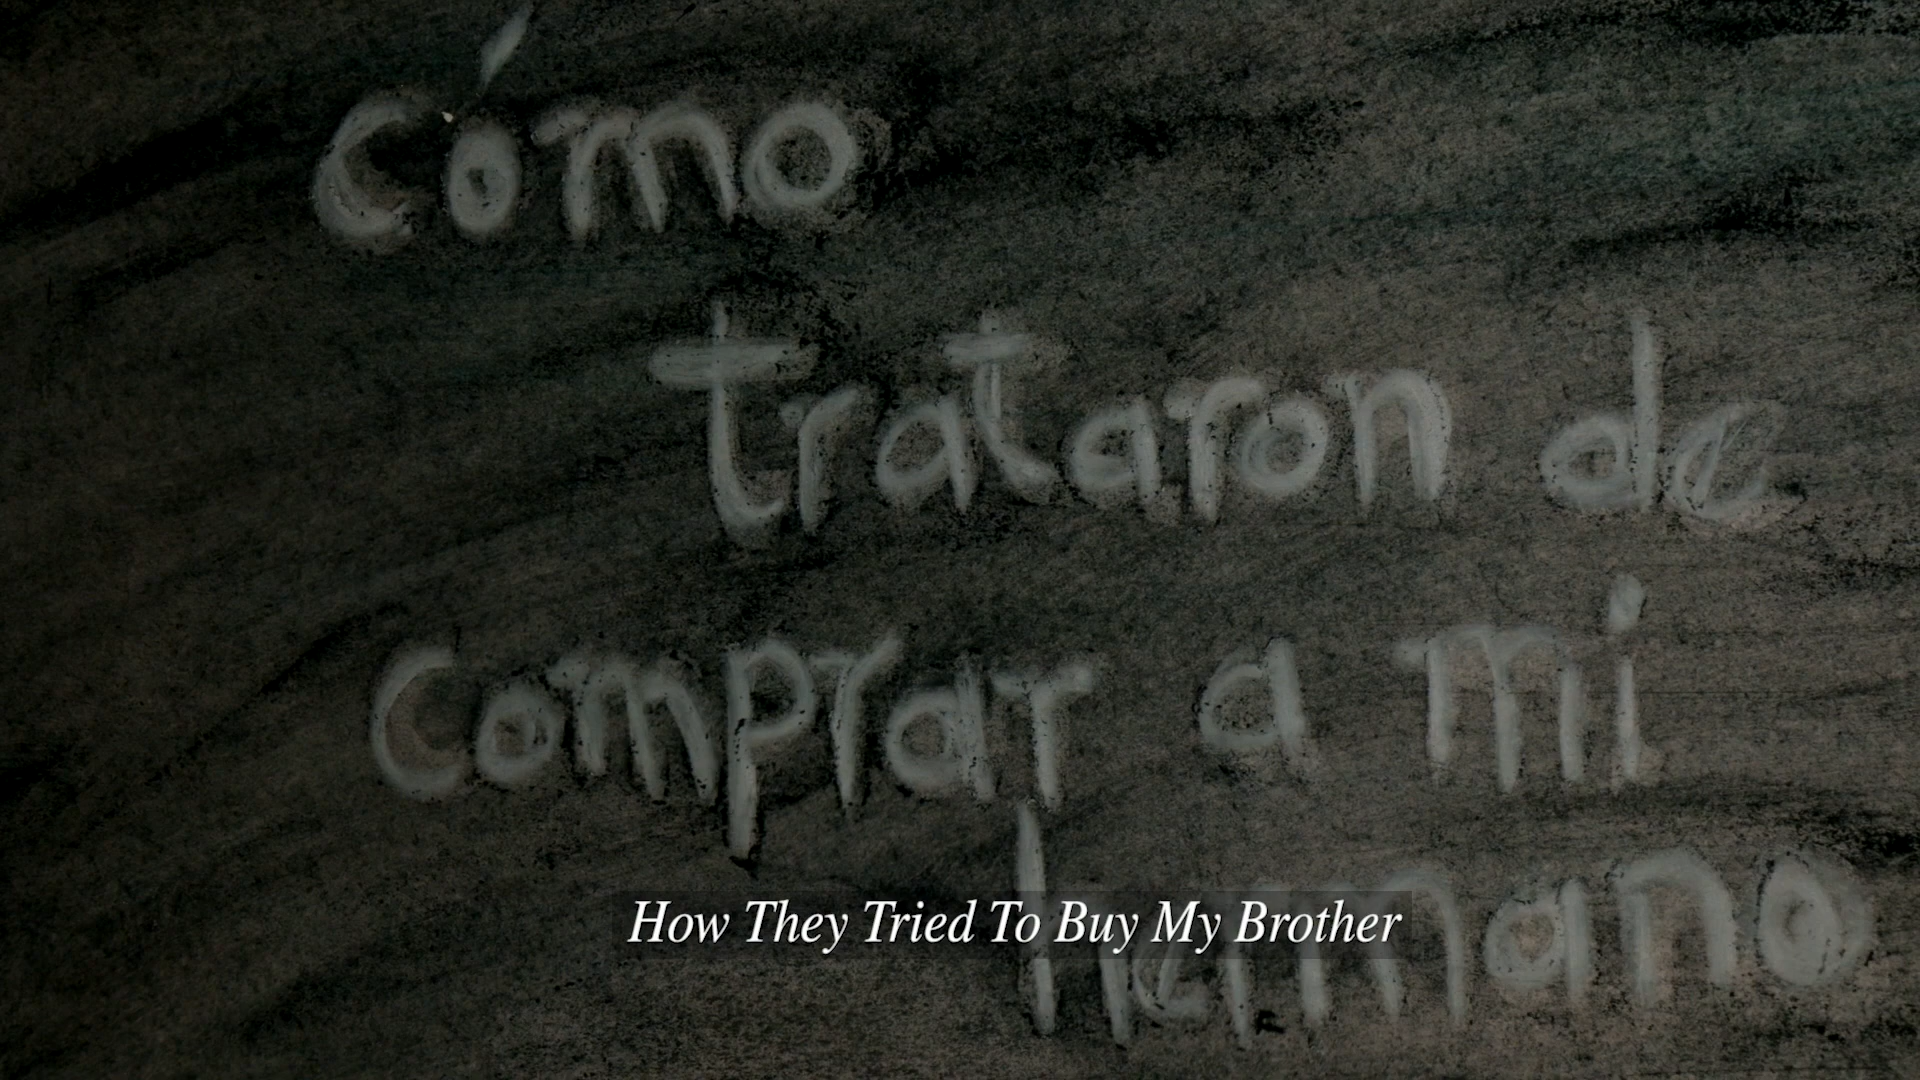 cómo
trataron de
comprar a mi
hermano
How They Tried To Buy My Brother